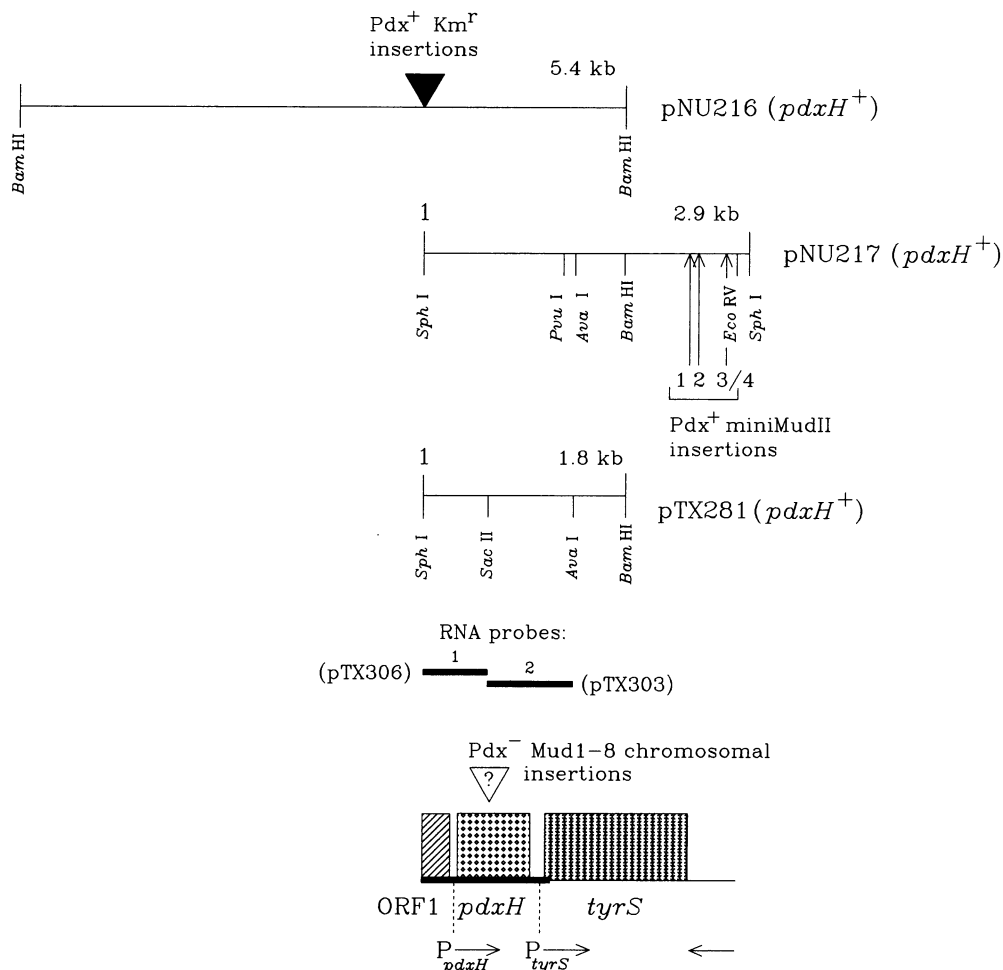 Pdx+ Kmr
insertions
5.4 kb
pNU216 (pdxH+)
Bam HI
Bam HI
1
2.9 kb
pNU217 (pdxH+)
Sph I
Pvu I
Ava I
Bam HI
Eco RV
Sph I
1 2 3/4
Pdx+ miniMudII
insertions
1
1.8 kb
pTX281(pdxH+)
Sph I
Sac II
Ava I
Bam HI
RNA probes:
(pTX306)
1
2
(pTX303)
Pdx− Mud1−8 chromosomal
insertions
?
ORF1 pdxH tyrS
PpdxH
PtyrS